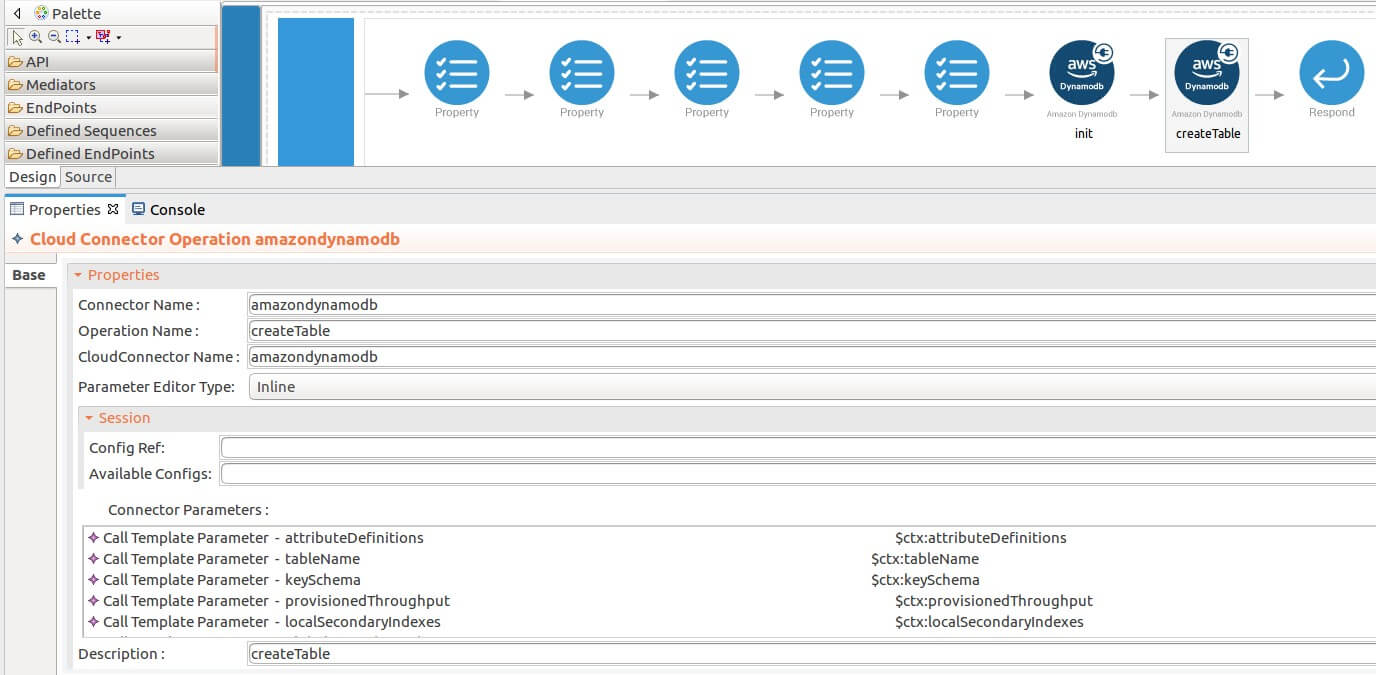 Palette
API
Mediators
EndPoints
Defined Sequences
Defined EndPoints
Property
Property
Property
Property
Property
aws
Dynamodb
Amazon Dynamodb
init
aws
Dynamodb
Amazon Dynamodb
createTable
Respond
Design Source
Properties Console
Cloud Connector Operation amazondynamodb
Base
Properties
Connector Name : amazondynamodb
Operation Name : createTable
CloudConnector Name : amazondynamodb
Parameter Editor Type: Inline
Session
Config Ref:
Available Configs:
Connector Parameters :
Call Template Parameter - attributeDefinitions $ctx:attributeDefinitions
Call Template Parameter - tableName $ctx:tableName
Call Template Parameter - keySchema $ctx:keySchema
Call Template Parameter - provisionedThroughput $ctx:provisionedThroughput
Call Template Parameter - localSecondaryIndexes $ctx:localSecondaryIndexes
Description : createTable